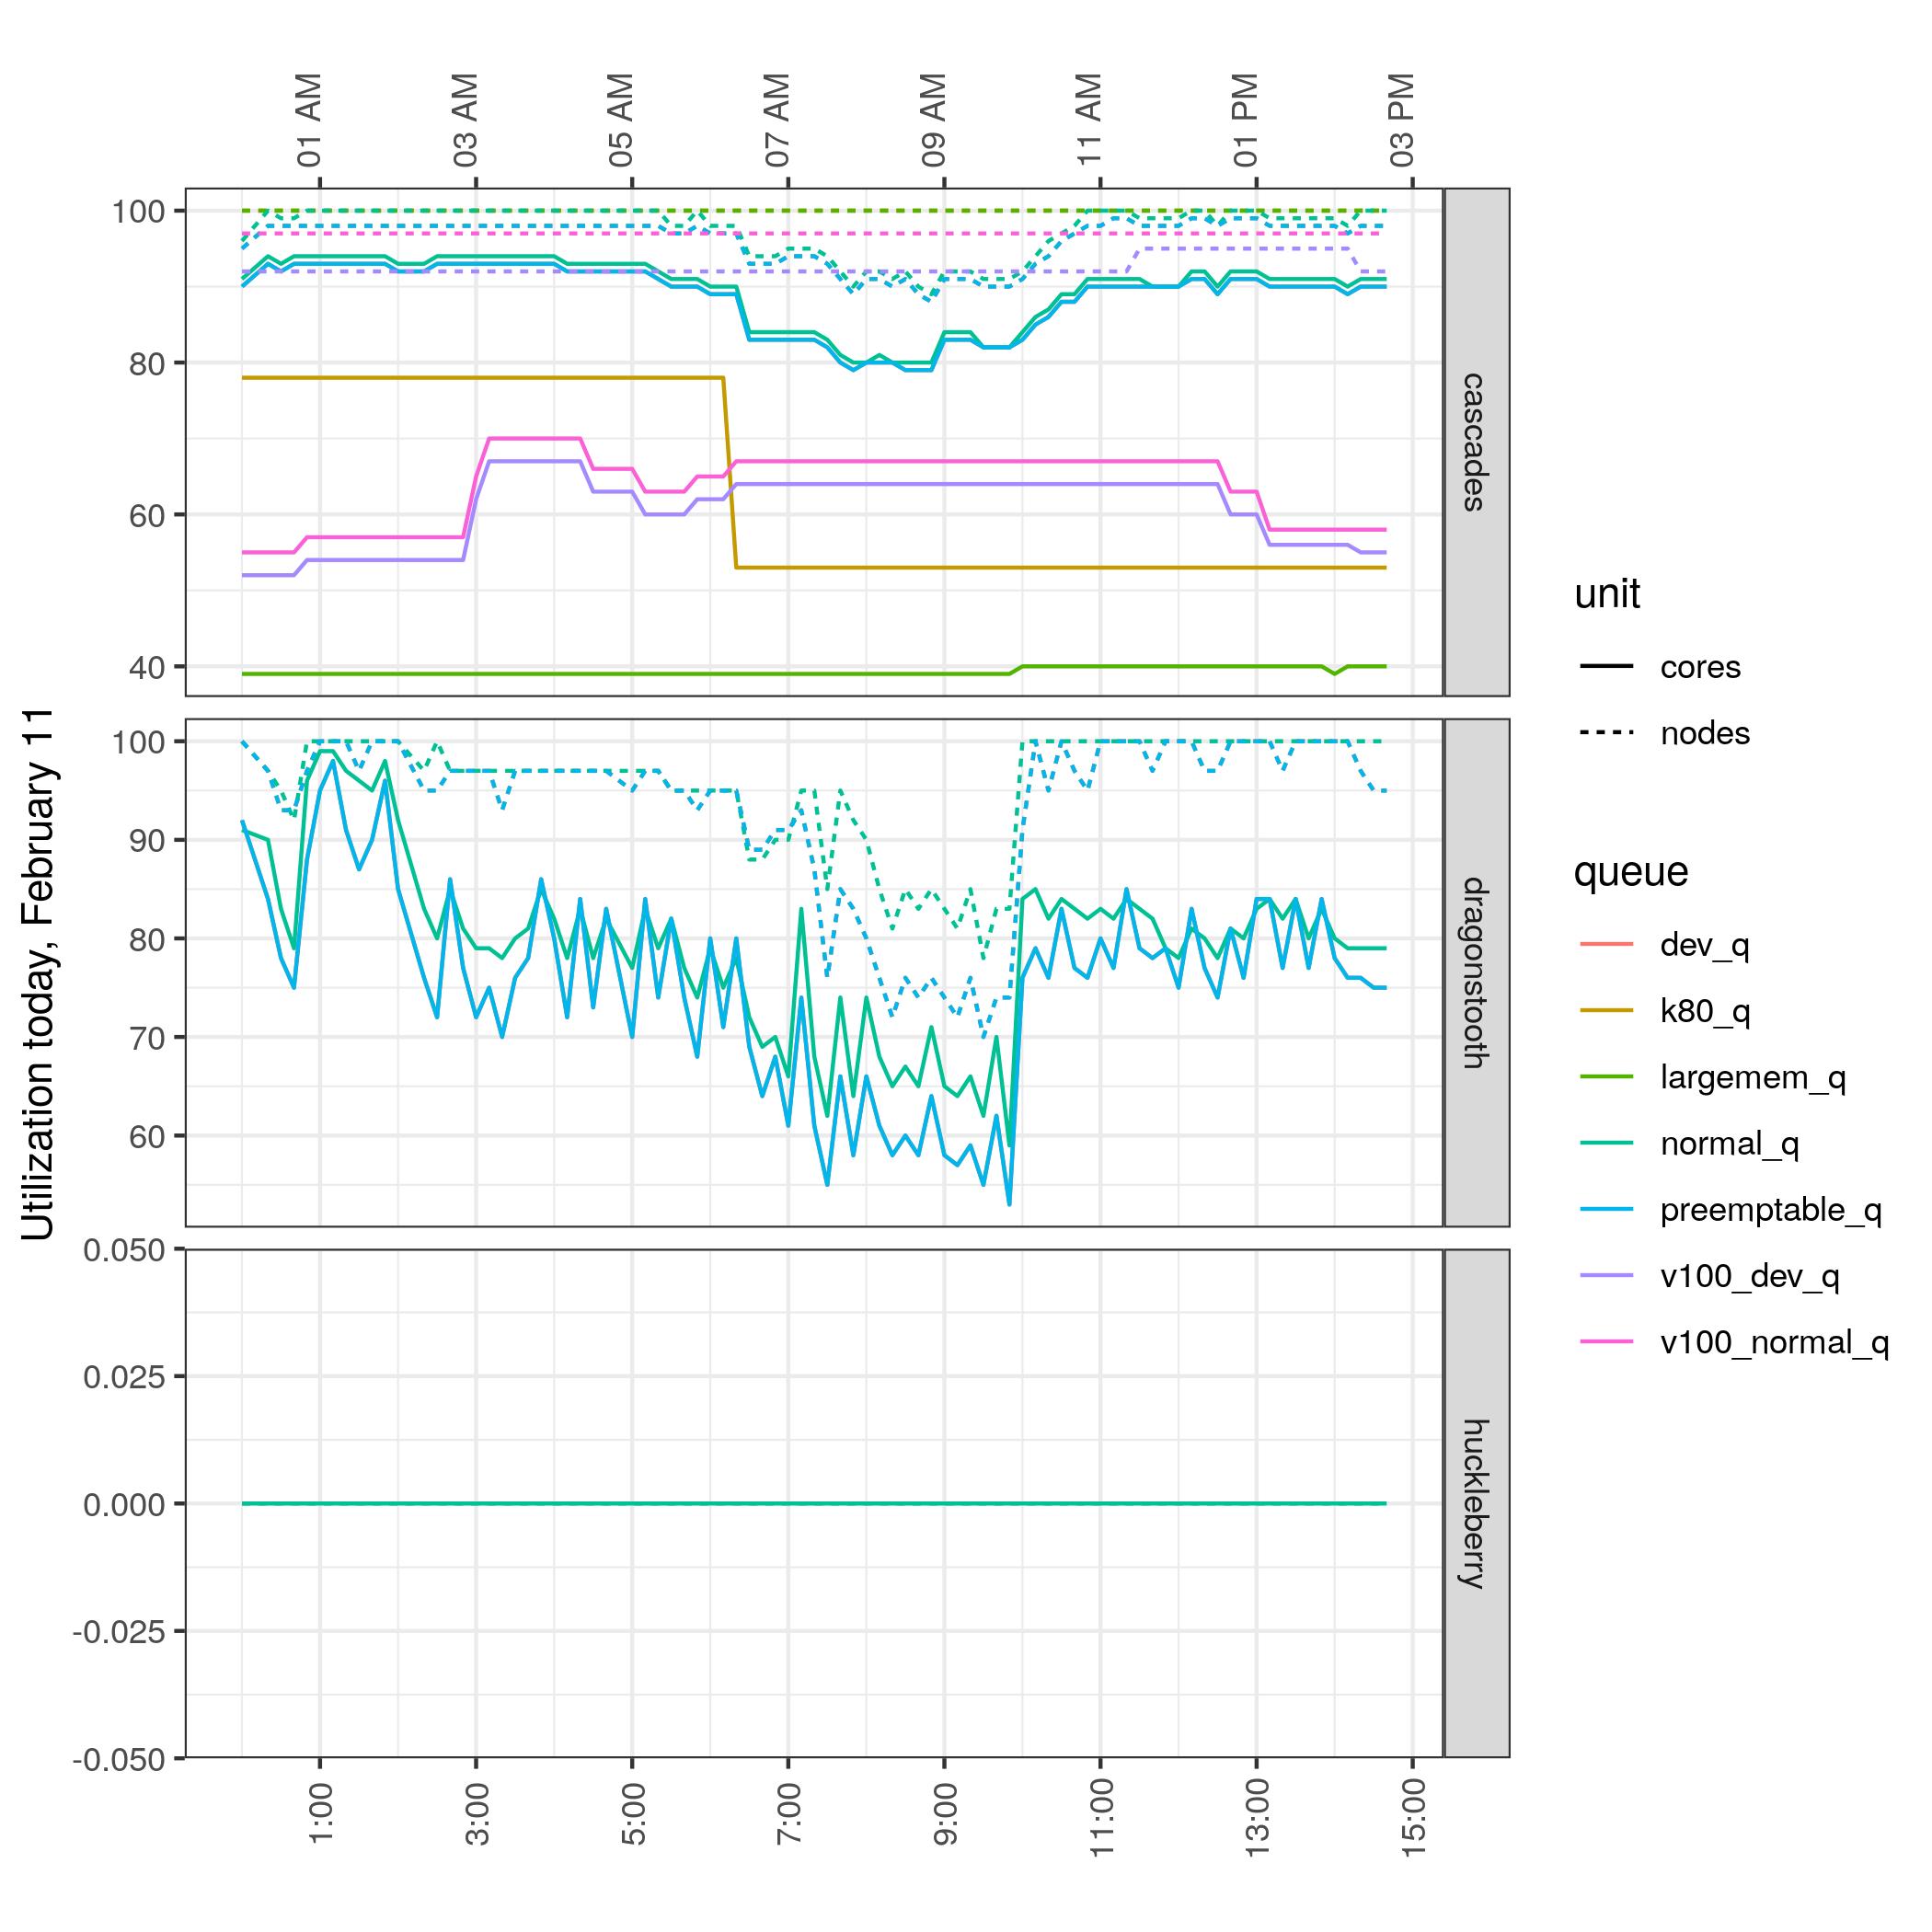 01 AM
03 AM
05 AM
07 AM
09 AM
11 AM
01 PM
03 PM
Utilization today, February 11
100
80
60
40
cascades
100
90
80
70
60
dragonstooth
0.050
0.025
0.000
-0.025
-0.050
huckleberry
1:00
3:00
5:00
7:00
9:00
11:00
13:00
15:00
unit
cores
nodes
queue
dev_q
k80_q
largemem_q
normal_q
preemptable_q
v100_dev_q
v100_normal_q